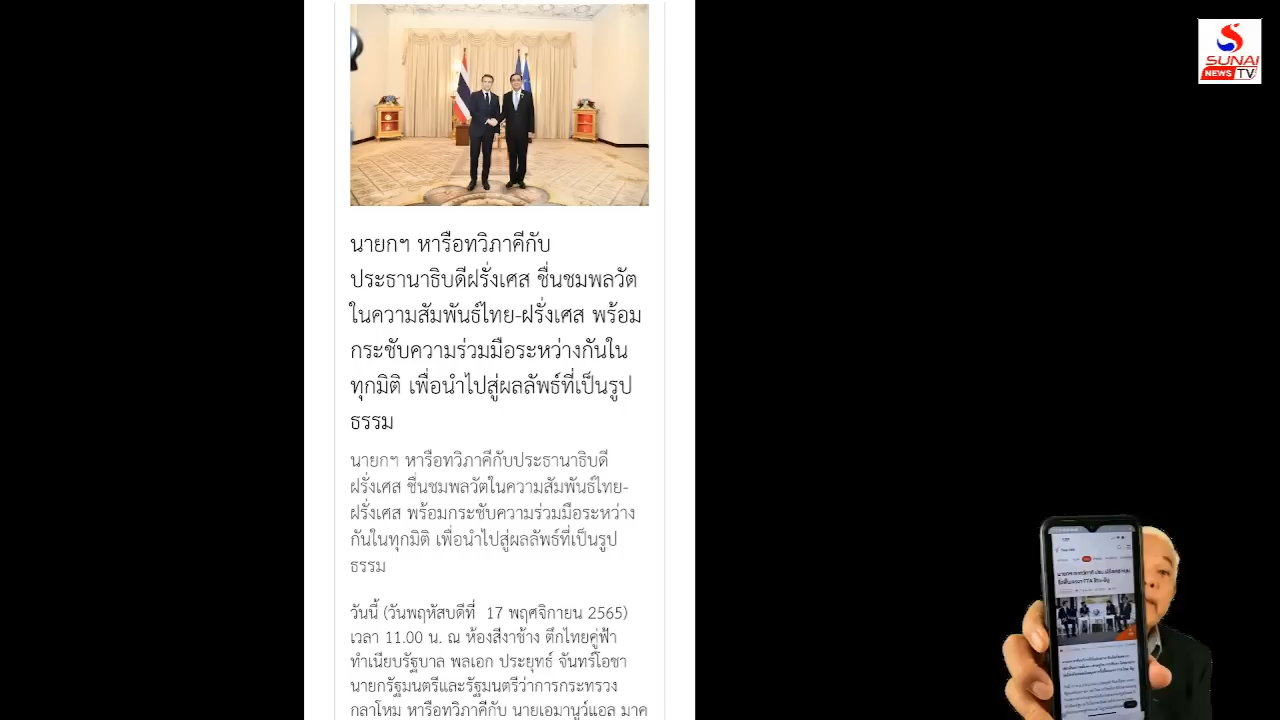 SUNAI
NEWS TV
นายกฯ หารือทวิภาคีกับ
ประธานาธิบดีฝรั่งเศส ชื่นชมพลวัต
ในความสัมพันธ์ไทย-ฝรั่งเศส พร้อม
กระชับความร่วมมือระหว่างกันใน
ทุกมิติ เพื่อนำไปสู่ผลลัพธ์ที่เป็นรูป
ธรรม
นายกฯ หารือทวิภาคีกับประธานาธิบดี
ฝรั่งเศส ชื่นชมพลวัตในความสัมพันธ์ไทย-
ฝรั่งเศส พร้อมกระชับความร่วมมือระหว่าง
กันในทุกมิติ เพื่อนำไปสู่ผลลัพธ์ที่เป็นรูป
ธรรม
วันนี้ (วันพฤหัสบดีที่ 17 พฤศจิกายน 2565)
เวลา 11.00 น. ณ ห้องสีงาช้าง ตึกไทยคู่ฟ้า
ทำเนียบรัฐบาล พลเอก ประยุทธ์ จันทร์โอชา
นายกรัฐมนตรีและรัฐมนตรีว่าการกระทรวง
กลาโหม หารือทวิภาคีกับ นายเอมานูว์แอล มาค